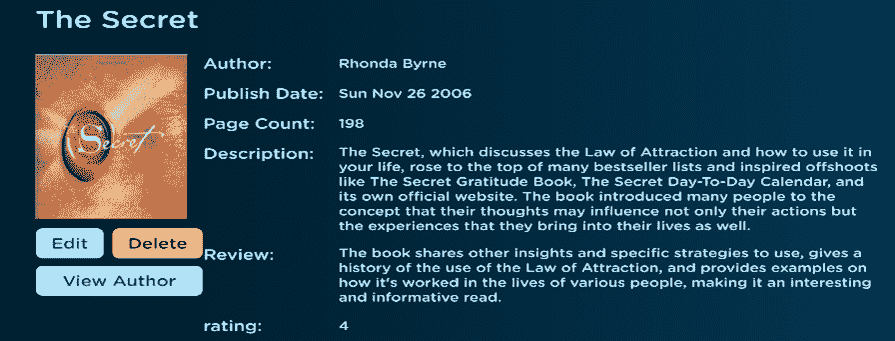 The Secret
Secret
Author: Rhonda Byrne
Publish Date: Sun Nov 26 2006
Page Count: 198
Description: The Secret, which discusses the Law of Attraction and how to use it in
your life, rose to the top of many bestseller lists and inspired offshoots
like The Secret Gratitude Book, The Secret Day-To-Day Calendar, and
its own official website. The book introduced many people to the
concept that their thoughts may influence not only their actions but
the experiences that they bring into their lives as well.
Edit Delete
View Author
Review: The book shares other insights and specific strategies to use, gives a
history of the use of the Law of Attraction, and provides examples on
how it's worked in the lives of various people, making it an interesting
and informative read.
rating: 4